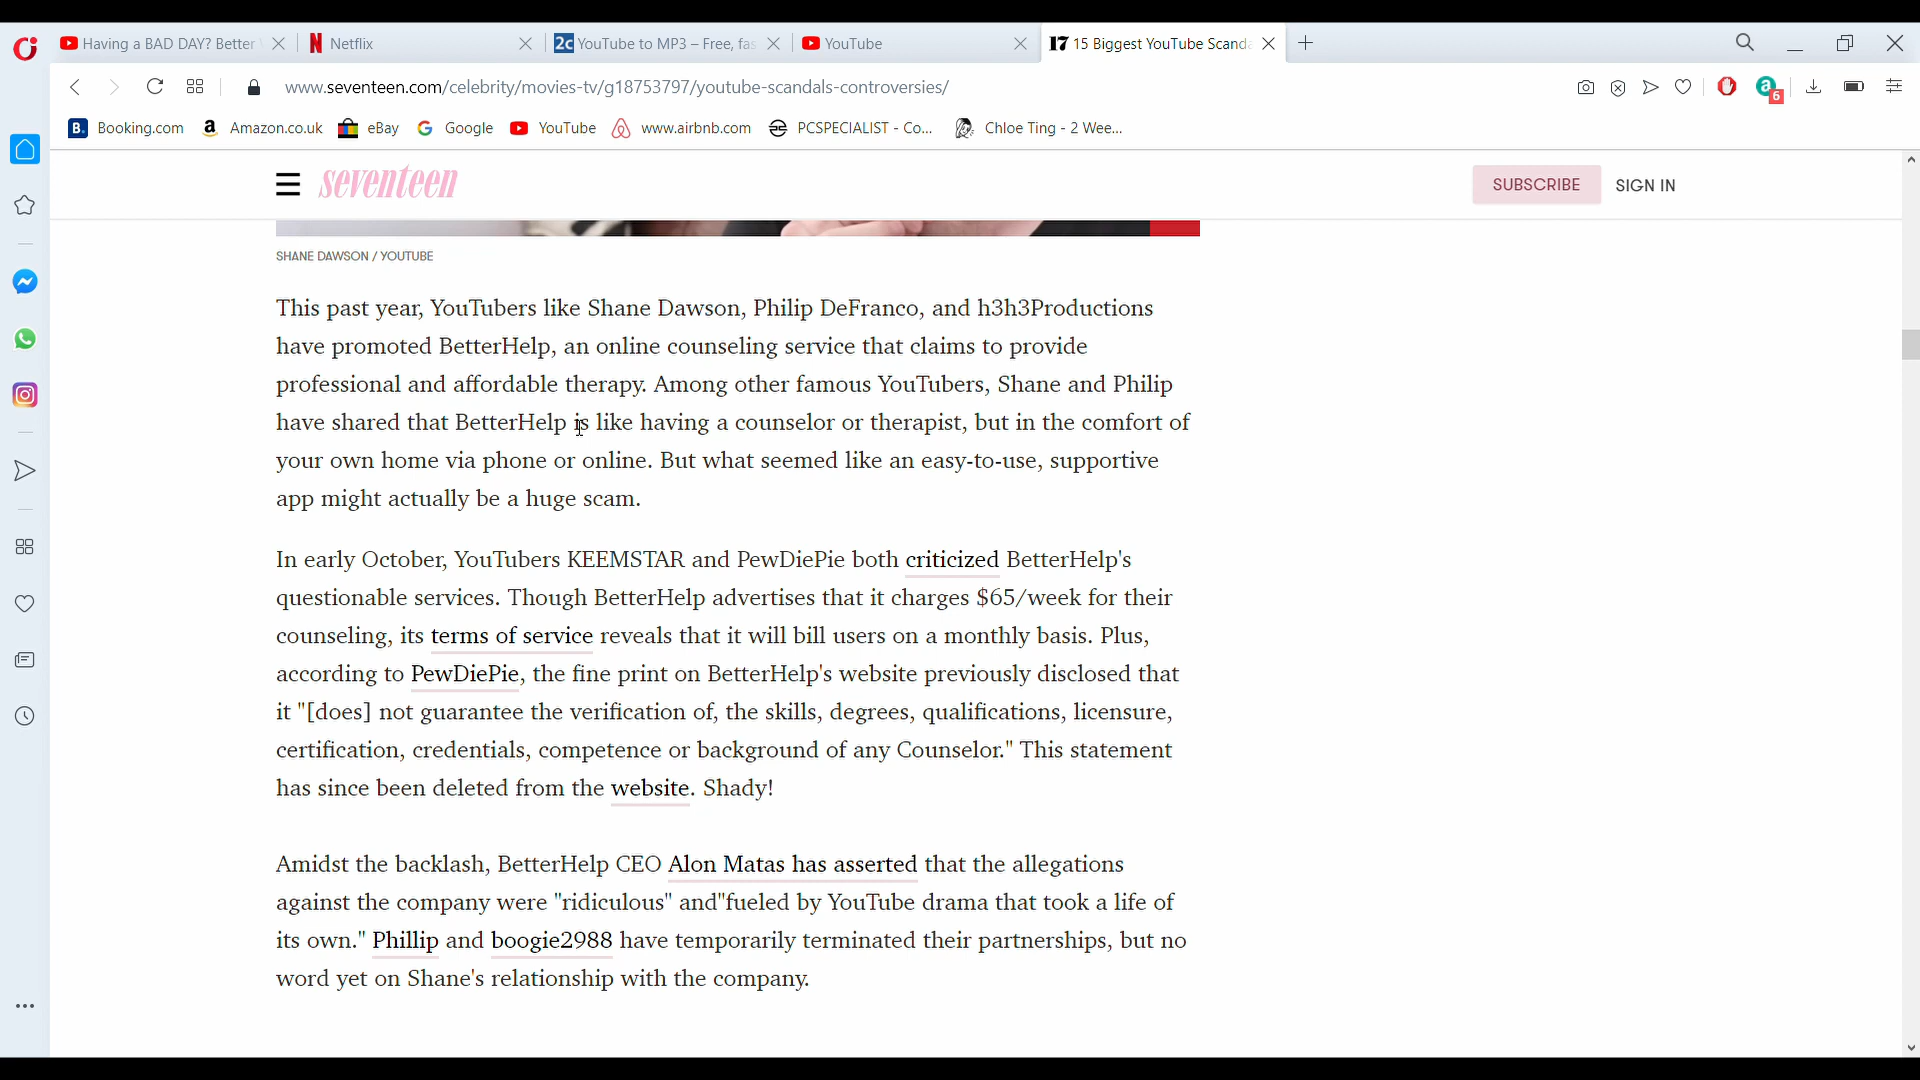 Having a BAD DAY? Better
Netflix
2c YouTube to MP3 – Free, fas
YouTube
17 15 Biggest YouTube Scanda
www.seventeen.com/celebrity/movies-tv/g18753797/youtube-scandals-controversies/
6
B. Booking.com
a Amazon.co.uk
eBay
G Google
YouTube
www.airbnb.com
PCSPECIALIST - Co...
Chloe Ting - 2 Wee...
seventeen
SUBSCRIBE
SIGN IN
SHANE DAWSON / YOUTUBE
This past year, YouTubers like Shane Dawson, Philip DeFranco, and h3h3Productions
have promoted BetterHelp, an online counseling service that claims to provide
professional and affordable therapy. Among other famous YouTubers, Shane and Philip
have shared that BetterHelp is like having a counselor or therapist, but in the comfort of
your own home via phone or online. But what seemed like an easy-to-use, supportive
app might actually be a huge scam.
In early October, YouTubers KEEMSTAR and PewDiePie both criticized BetterHelp's
questionable services. Though BetterHelp advertises that it charges $65/week for their
counseling, its terms of service reveals that it will bill users on a monthly basis. Plus,
according to PewDiePie, the fine print on BetterHelp's website previously disclosed that
it "[does] not guarantee the verification of, the skills, degrees, qualifications, licensure,
certification, credentials, competence or background of any Counselor." This statement
has since been deleted from the website. Shady!
Amidst the backlash, BetterHelp CEO Alon Matas has asserted that the allegations
against the company were "ridiculous" and"fueled by YouTube drama that took a life of
its own." Phillip and boogie2988 have temporarily terminated their partnerships, but no
word yet on Shane's relationship with the company.